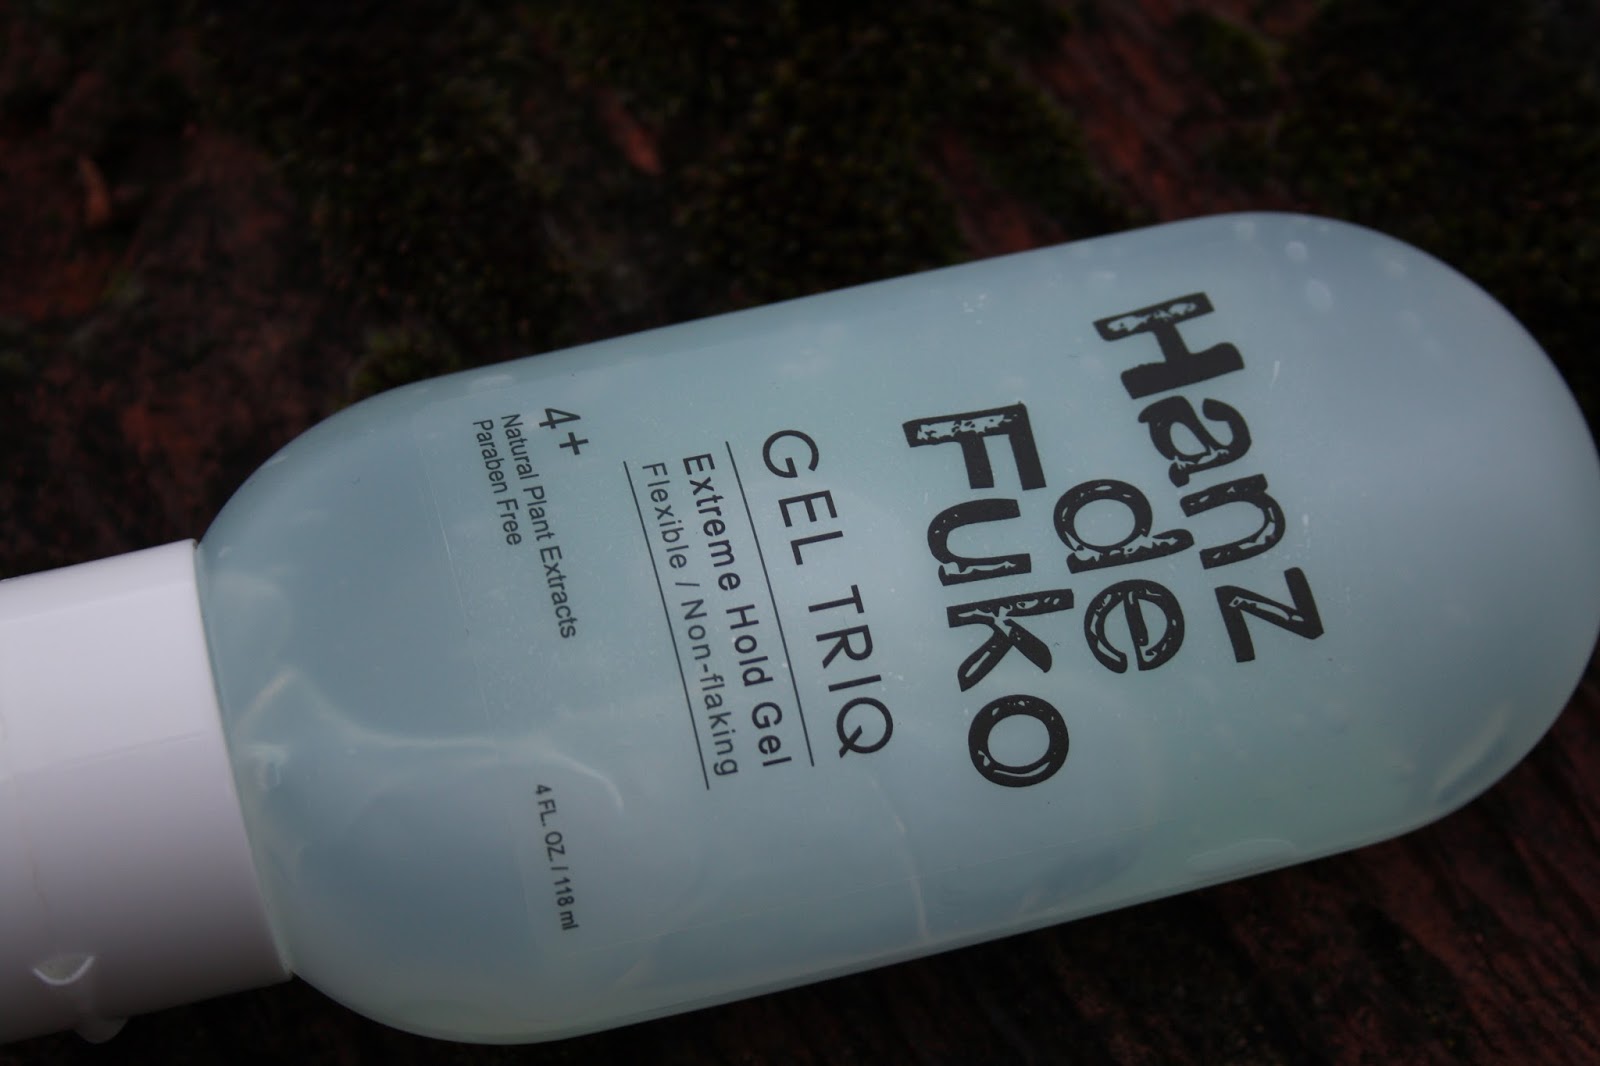 Hanz
de
Fuko
GEL TRIQ
Extreme Hold Gel
Flexible / Non-flaking
4+
Natural Plant Extracts
Paraben Free
4 FL. OZ. / 118 ml